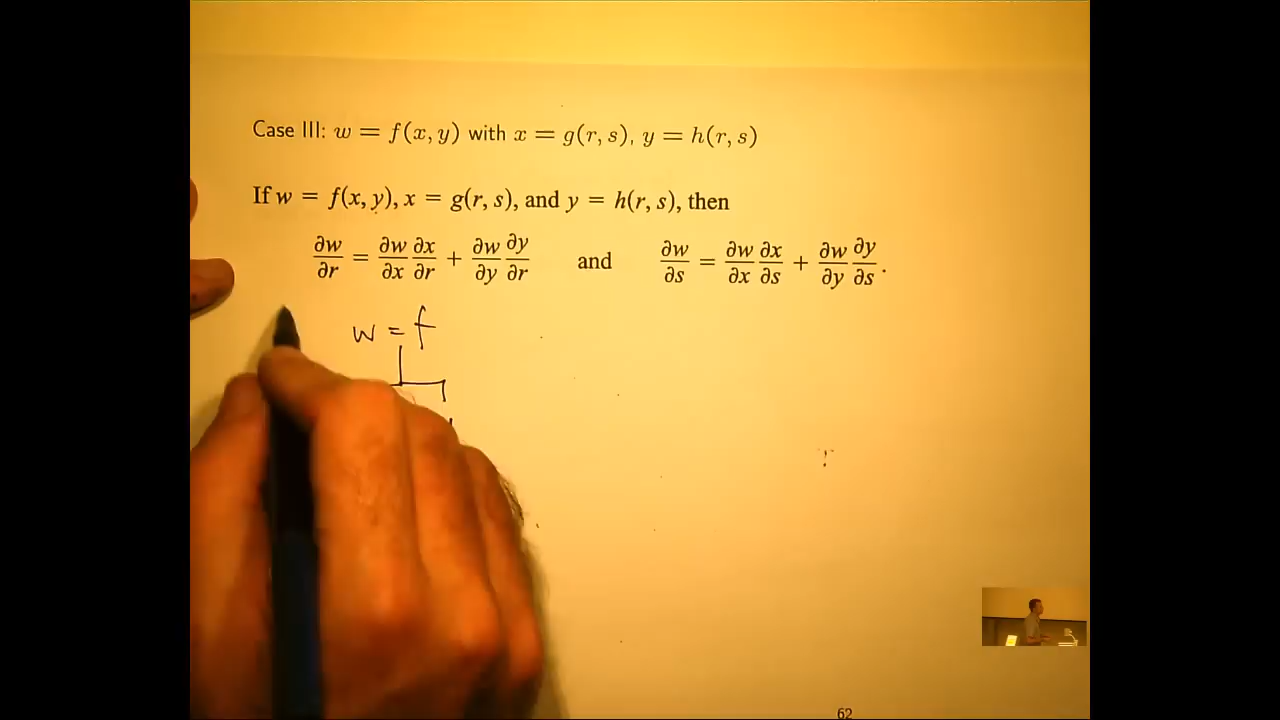 Case III: w = f(x, y) with x = g(r, s), y = h(r, s)
If w = f(x, y), x = g(r, s), and y = h(r, s), then
∂w/∂r = ∂w/∂x ∂x/∂r + ∂w/∂y ∂y/∂r and ∂w/∂s = ∂w/∂x ∂x/∂s + ∂w/∂y ∂y/∂s.
w = f
62